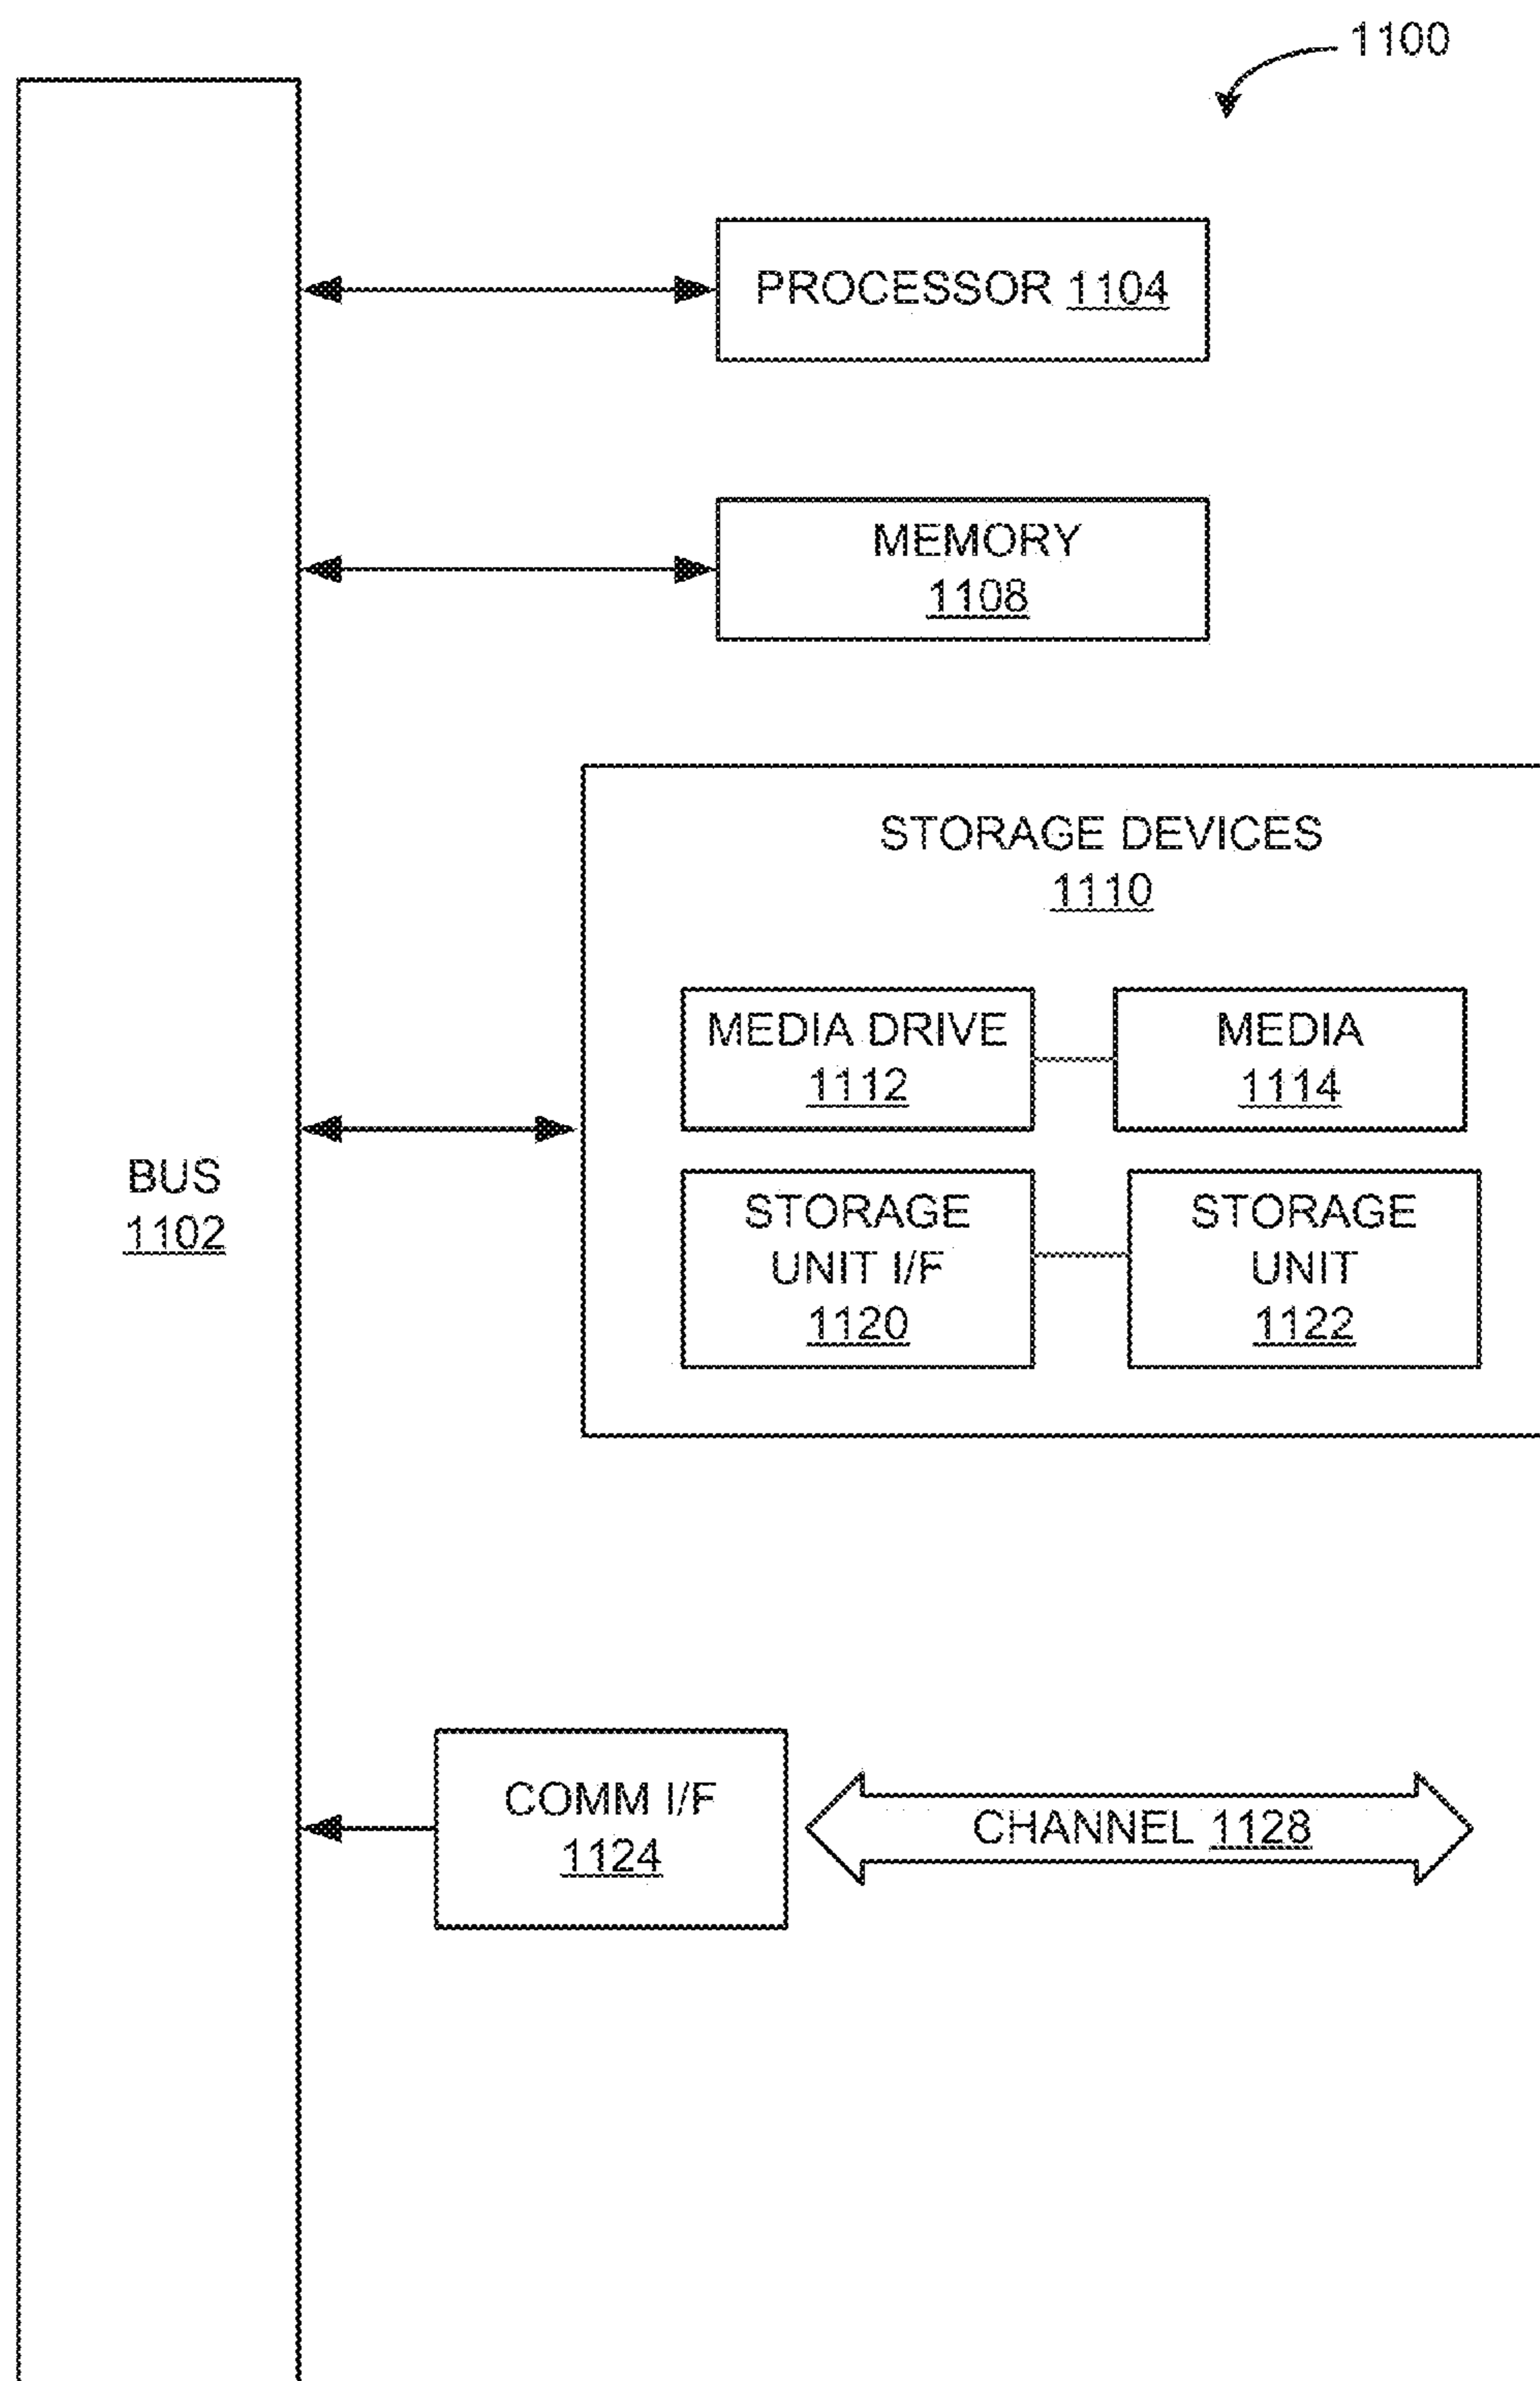 1100
PROCESSOR 1104
MEMORY
1108
STORAGE DEVICES
1110
MEDIA DRIVE
1112
MEDIA
1114
BUS
1102
STORAGE
UNIT I/F
1120
STORAGE
UNIT
1122
COMM I/F
1124
CHANNEL 1128